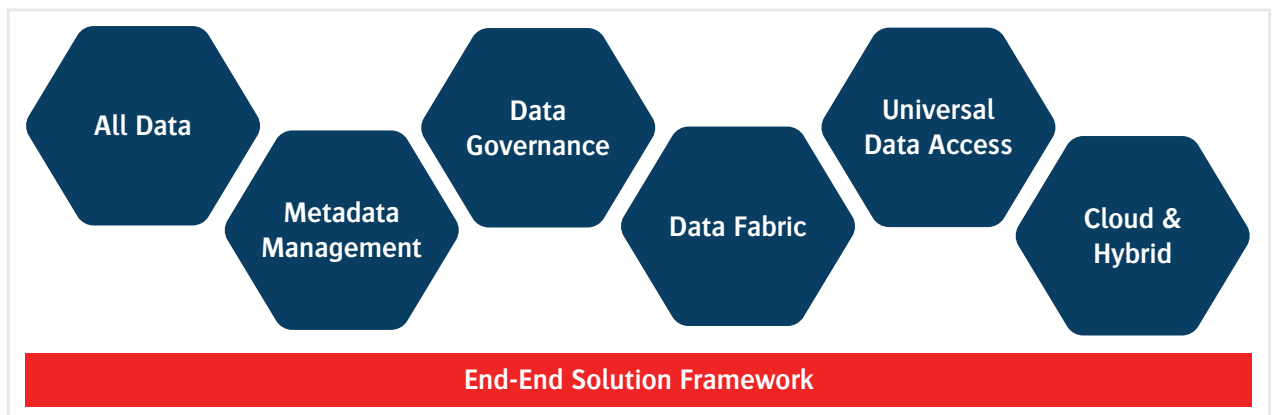 All Data
Metadata
Management
Data
Governance
Data Fabric
Universal
Data Access
Cloud &
Hybrid
End-End Solution Framework